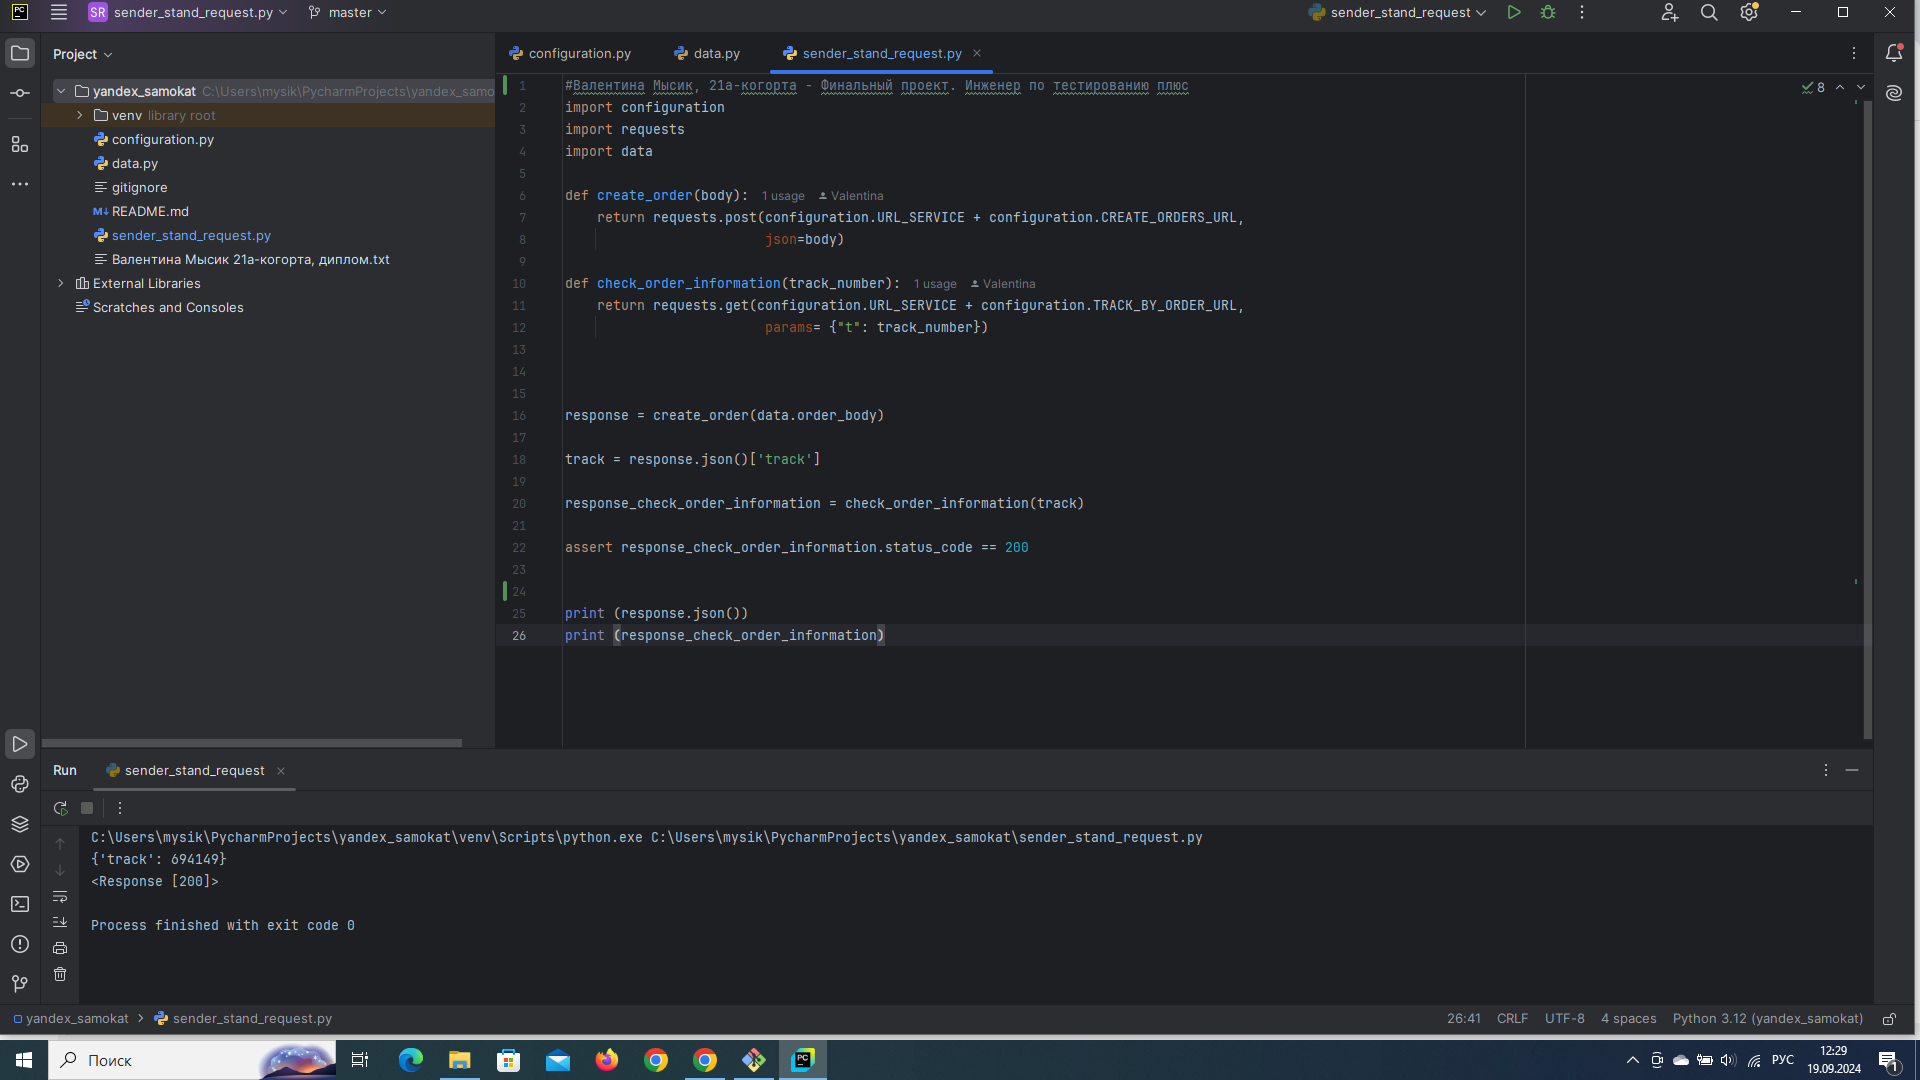 PC
SR sender_stand_request.py master sender_stand_request
Project
configuration.py data.py sender_stand_request.py
yandex_samokat C:\Users\mysik\PycharmProjects\yandex_samo
venv library root
configuration.py
data.py
gitignore
README.md
sender_stand_request.py
Валентина Мысик 21а-когорта, диплом.txt
External Libraries
Scratches and Consoles
8
1 #Валентина Мысик, 21а-когорта - Финальный проект. Инженер по тестированию плюс
2 import configuration
3 import requests
4 import data
5
6 def create_order(body): 1 usage Valentina
7 return requests.post(configuration.URL_SERVICE + configuration.CREATE_ORDERS_URL,
8 json=body)
9
10 def check_order_information(track_number): 1 usage Valentina
11 return requests.get(configuration.URL_SERVICE + configuration.TRACK_BY_ORDER_URL,
12 params= {"t": track_number})
13
14
15
16 response = create_order(data.order_body)
17
18 track = response.json()['track']
19
20 response_check_order_information = check_order_information(track)
21
22 assert response_check_order_information.status_code == 200
23
24
25 print (response.json())
26 print (response_check_order_information)
Run sender_stand_request
C:\Users\mysik\PycharmProjects\yandex_samokat\venv\Scripts\python.exe C:\Users\mysik\PycharmProjects\yandex_samokat\sender_stand_request.py
{'track': 694149}
<Response [200]>
Process finished with exit code 0
yandex_samokat sender_stand_request.py 26:41 CRLF UTF-8 4 spaces Python 3.12 (yandex_samokat)
Поиск
PC
РУС
12:29
19.09.2024
1